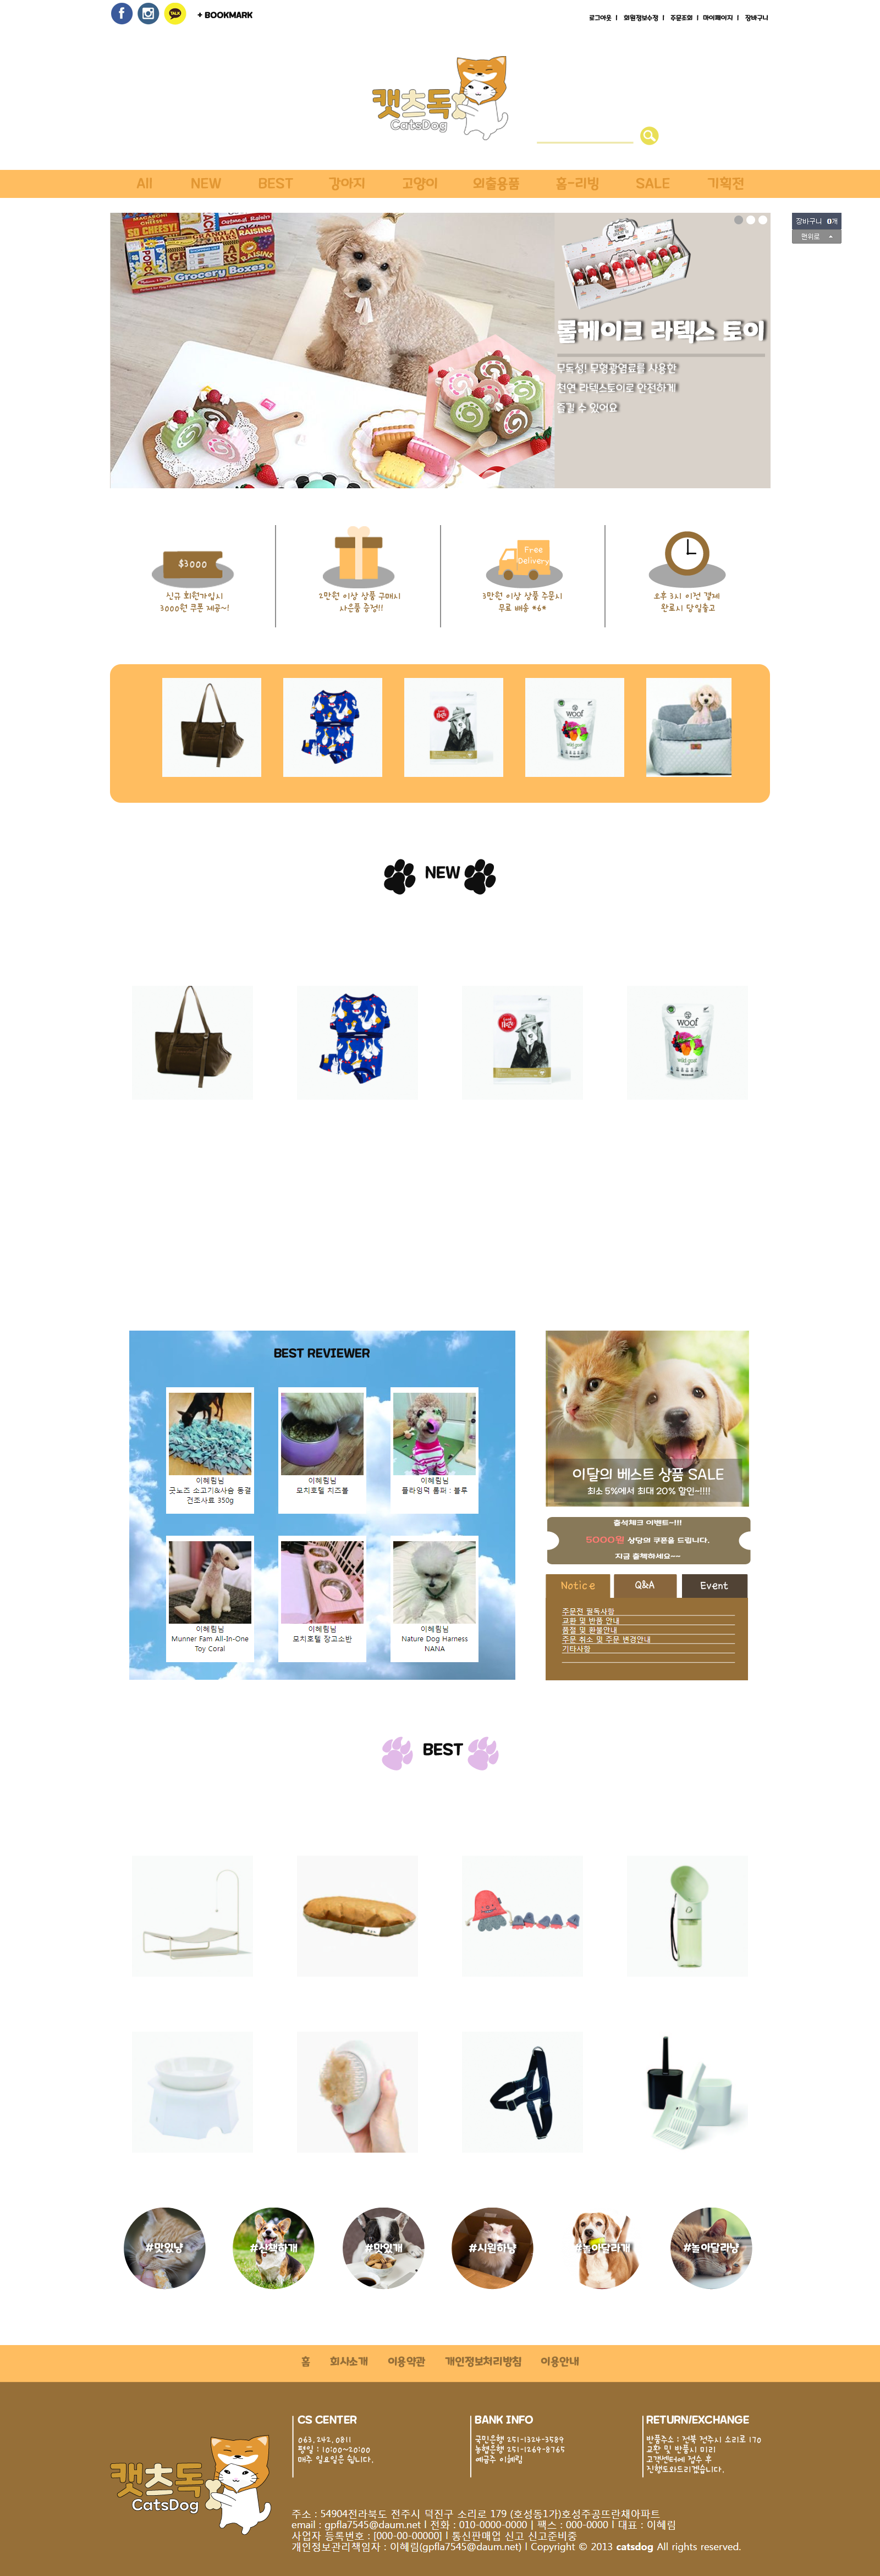 + BOOKMARK
로그아웃 | 회원정보수정 | 주문조회 | 마이페이지 | 장바구니
캣츠독
CatsDog
All NEW BEST 강아지 고양이 외출용품 홈-리빙 SALE 기획전
장바구니 0개
맨위로
MACARONI & CHEESE
SO CHEESY!
RAISINS
Grocery Boxes
롤케이크 라텍스 토이
무독성! 무형광염료를 사용한
천연 라텍스토이로 안전하게
즐길 수 있어요
$3000
신규 회원가입시
3000원 쿠폰 제공~!
2만원 이상 상품 구매시
사은품 증정!!
Free
Delivery
3만원 이상 상품 주문시
무료 배송 *6*
오후 3시 이전 결제
완료시 당일출고
woof
wild goat
NEW
woof
wild goat
BEST REVIEWER
이혜림님
굿노즈 소고기&사슴 동결
건조사료 350g
이혜림님
모치호텔 치즈볼
이혜림님
플라잉덕 롬퍼 : 블루
이혜림님
Munner Fam All-In-One
Toy Coral
이혜림님
모치호텔 장고소반
이혜림님
Nature Dog Harness
NANA
이달의 베스트 상품 SALE
최소 5%에서 최대 20% 할인~!!!!
출석체크 이벤트~!!!
5000원 상당의 쿠폰을 드립니다.
지금 출첵하세요~~
Notice Q&A Event
주문전 필독사항
교환 및 반품 안내
품절 및 환불안내
주문 취소 및 주문 변경안내
기타사항
BEST
#맛있냥 #산책하개 #맛있개 #시원하냥 #놀아달라개 #놀아달라냥
홈 회사소개 이용약관 개인정보처리방침 이용안내
캣츠독
CatsDog
CS CENTER
063.242.0811
평일 : 10:00~20:00
매주 일요일은 쉽니다.
BANK INFO
국민은행 251-1324-3589
농협은행 251-1269-8765
예금주 이혜림
RETURN/EXCHANGE
반품주소 : 전북 전주시 소리로 170
교환 및 반품시 미리
고객센터에 접수 후
진행도와드리겠습니다.
주소 : 54904전라북도 전주시 덕진구 소리로 179 (호성동1가)호성주공뜨란채아파트
email : gpfla7545@daum.net l 전화 : 010-0000-0000 | 팩스 : 000-0000 l 대표 : 이혜림
사업자 등록번호 : [000-00-00000] l 통신판매업 신고 신고준비중
개인정보관리책임자 : 이혜림(gpfla7545@daum.net) l Copyright © 2013 catsdog All rights reserved.